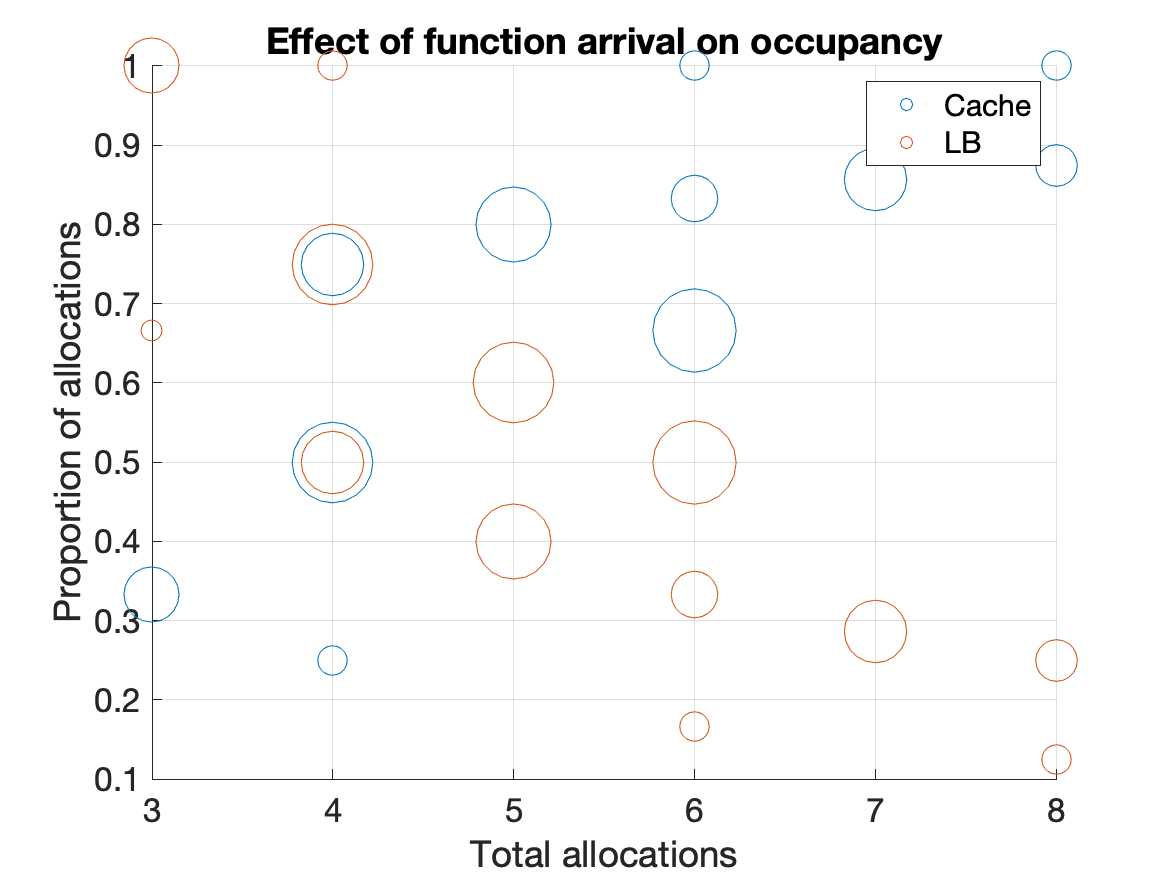 Effect of function arrival on occupancy
Cache
LB
Proportion of allocations
1
0.9
0.8
0.7
0.6
0.5
0.4
0.3
0.2
0.1
3 4 5 6 7 8
Total allocations